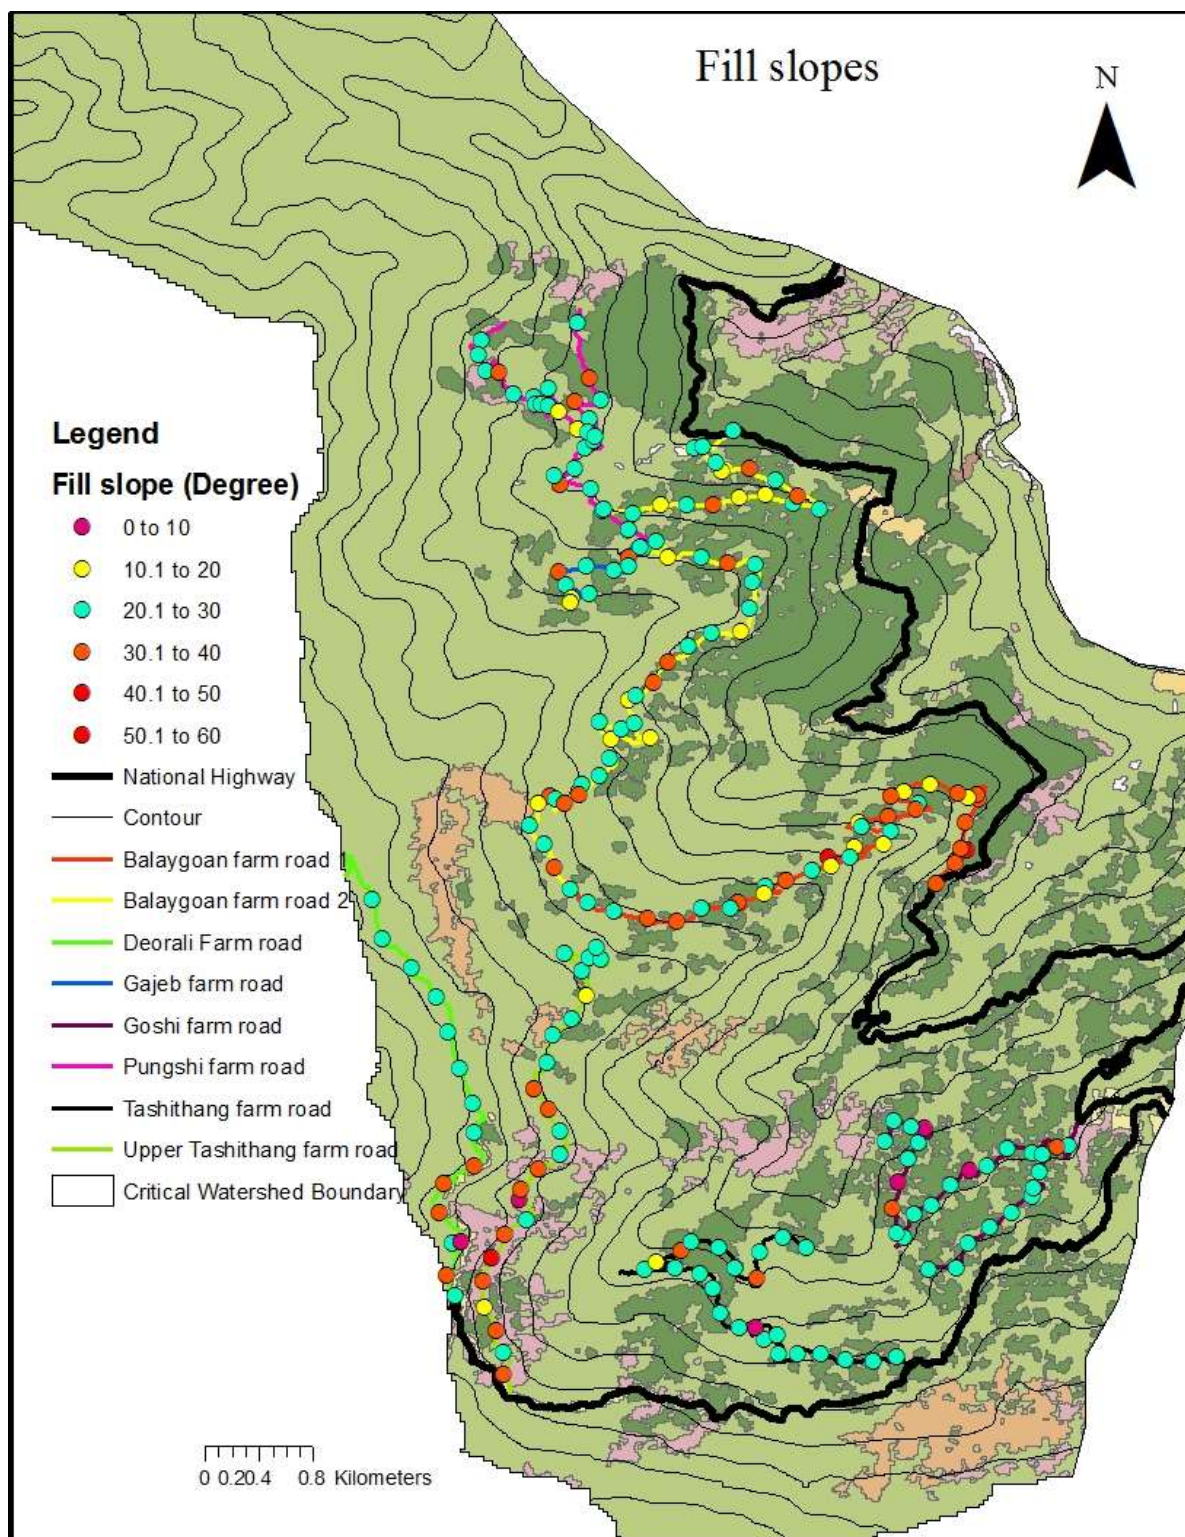 Fill slopes
N
Legend
Fill slope (Degree)
0 to 10
10.1 to 20
20.1 to 30
30.1 to 40
40.1 to 50
50.1 to 60
National Highway
Contour
Balaygoan farm road 1
Balaygoan farm road 2
Deorali Farm road
Gajeb farm road
Goshi farm road
Pungshi farm road
Tashithang farm road
Upper Tashithang farm road
Critical Watershed Boundary
0 0.20.4 0.8 Kilometers